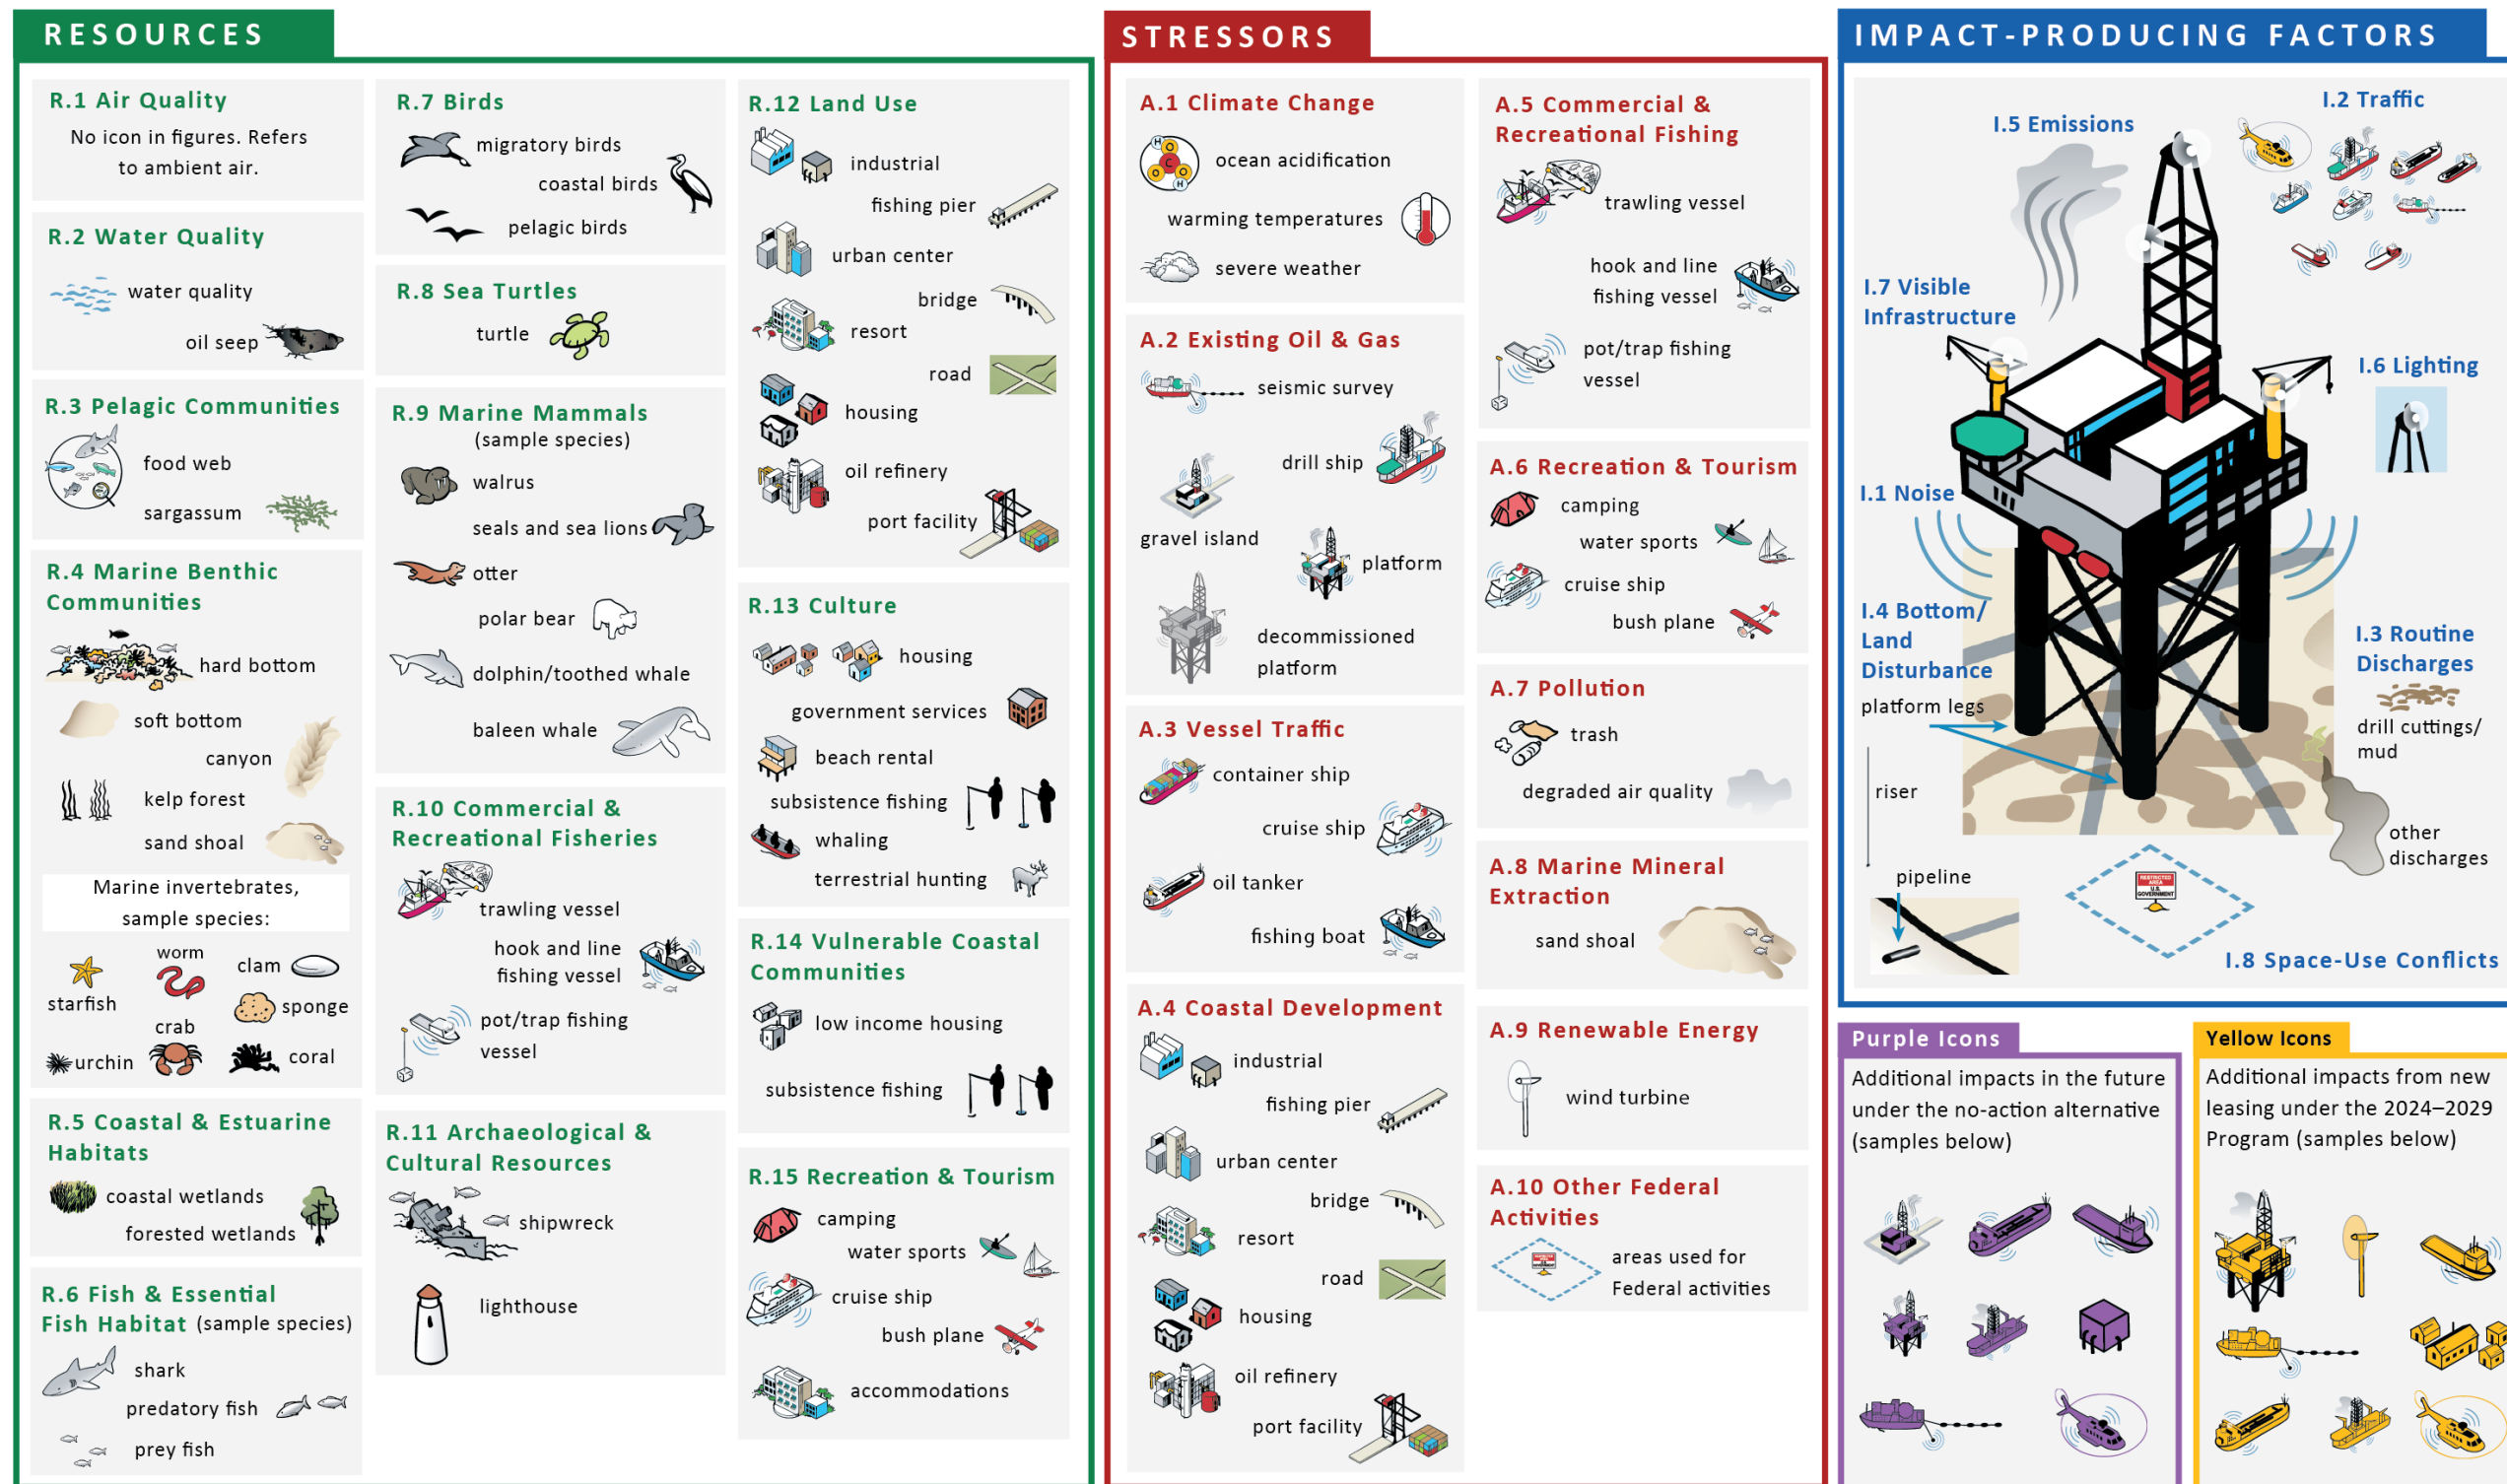 RESOURCES
R.1 Air Quality
No icon in figures. Refers
to ambient air.
R.2 Water Quality
water quality
oil seep
R.3 Pelagic Communities
food web
sargassum
R.4 Marine Benthic
Communities
hard bottom
soft bottom
canyon
kelp forest
sand shoal
Marine invertebrates,
sample species:
worm
clam
starfish
sponge
crab
urchin
coral
R.5 Coastal & Estuarine
Habitats
coastal wetlands
forested wetlands
R.6 Fish & Essential
Fish Habitat (sample species)
shark
predatory fish
prey fish
R.7 Birds
migratory birds
coastal birds
pelagic birds
R.8 Sea Turtles
turtle
R.9 Marine Mammals
(sample species)
walrus
seals and sea lions
otter
polar bear
dolphin/toothed whale
baleen whale
R.10 Commercial &
Recreational Fisheries
trawling vessel
hook and line
fishing vessel
pot/trap fishing
vessel
R.11 Archaeological &
Cultural Resources
shipwreck
lighthouse
R.12 Land Use
industrial
fishing pier
urban center
bridge
resort
road
housing
oil refinery
port facility
R.13 Culture
housing
government services
beach rental
subsistence fishing
whaling
terrestrial hunting
R.14 Vulnerable Coastal
Communities
low income housing
subsistence fishing
R.15 Recreation & Tourism
camping
water sports
cruise ship
bush plane
accommodations
STRESSORS
A.1 Climate Change
H
O
C
O
O
H
ocean acidification
warming temperatures
severe weather
A.2 Existing Oil & Gas
seismic survey
drill ship
gravel island
platform
decommissioned
platform
A.3 Vessel Traffic
container ship
cruise ship
oil tanker
fishing boat
A.4 Coastal Development
industrial
fishing pier
urban center
bridge
resort
road
housing
oil refinery
port facility
A.5 Commercial &
Recreational Fishing
trawling vessel
hook and line
fishing vessel
pot/trap fishing
vessel
A.6 Recreation & Tourism
camping
water sports
cruise ship
bush plane
A.7 Pollution
trash
degraded air quality
A.8 Marine Mineral
Extraction
sand shoal
A.9 Renewable Energy
wind turbine
A.10 Other Federal
Activities
areas used for
Federal activities
IMPACT-PRODUCING FACTORS
I.2 Traffic
I.5 Emissions
I.7 Visible
Infrastructure
I.6 Lighting
I.1 Noise
I.4 Bottom/
Land
Disturbance
platform legs
I.3 Routine
Discharges
drill cuttings/
mud
riser
other
discharges
pipeline
RESTRICTED
AREA
U.S.
GOVERNMENT
I.8 Space-Use Conflicts
Purple Icons
Additional impacts in the future
under the no-action alternative
(samples below)
Yellow Icons
Additional impacts from new
leasing under the 2024–2029
Program (samples below)